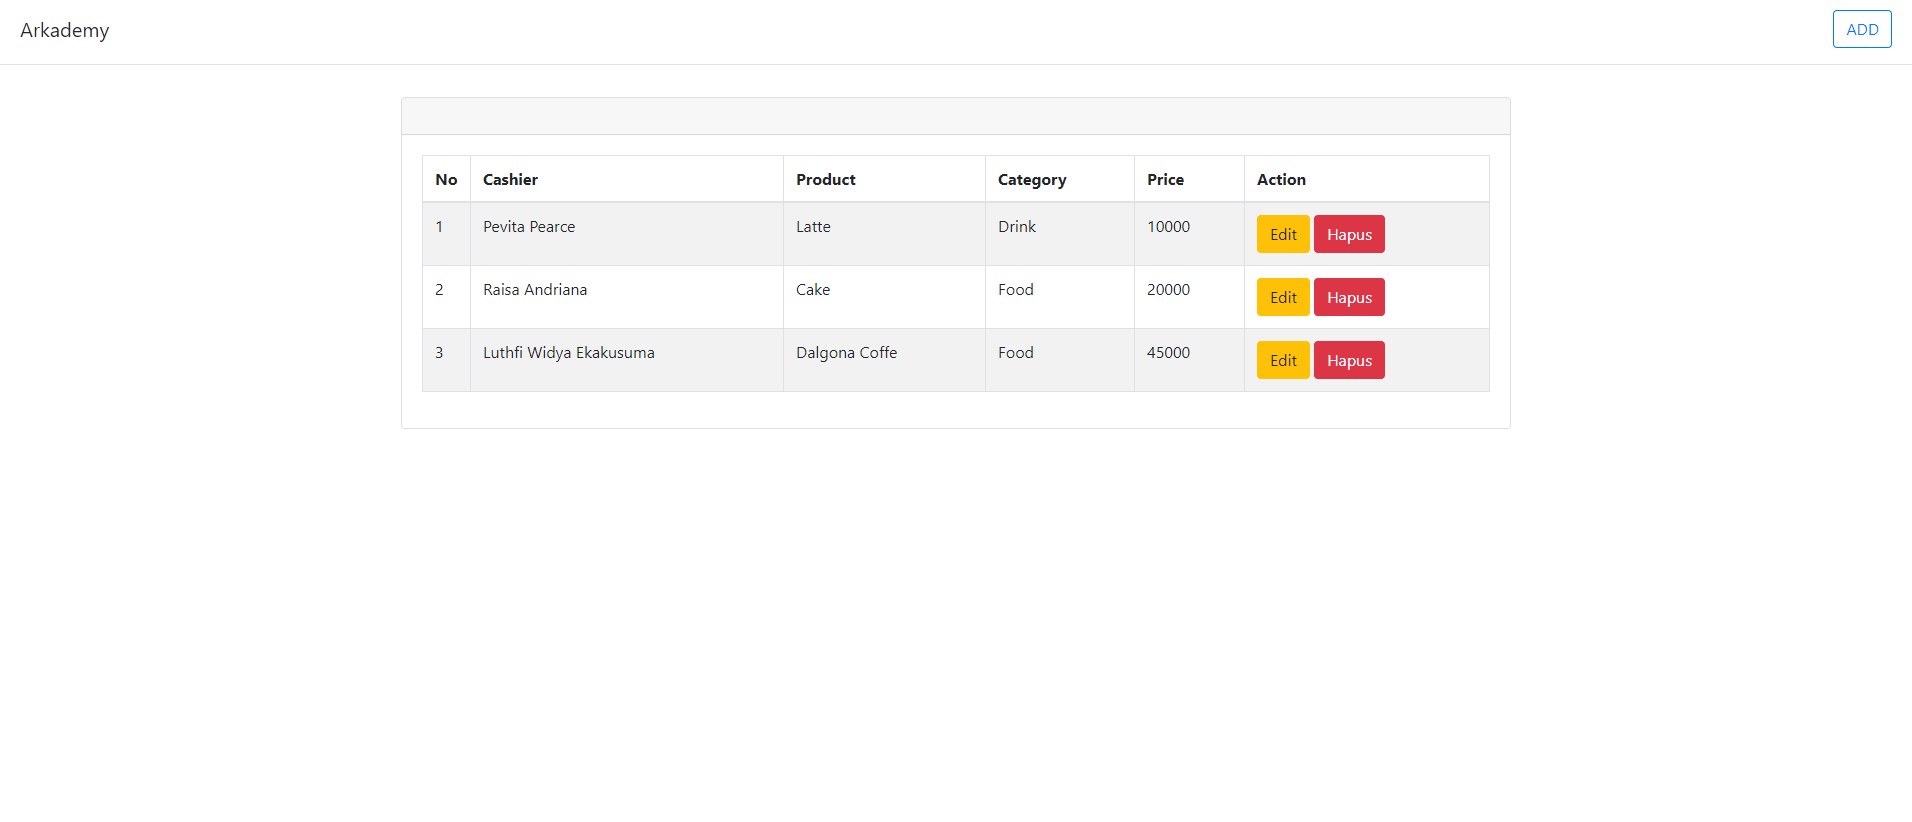 Arkademy ADD
No Cashier Product Category Price Action
1 Pevita Pearce Latte Drink 10000 Edit Hapus
2 Raisa Andriana Cake Food 20000 Edit Hapus
3 Luthfi Widya Ekakusuma Dalgona Coffe Food 45000 Edit Hapus